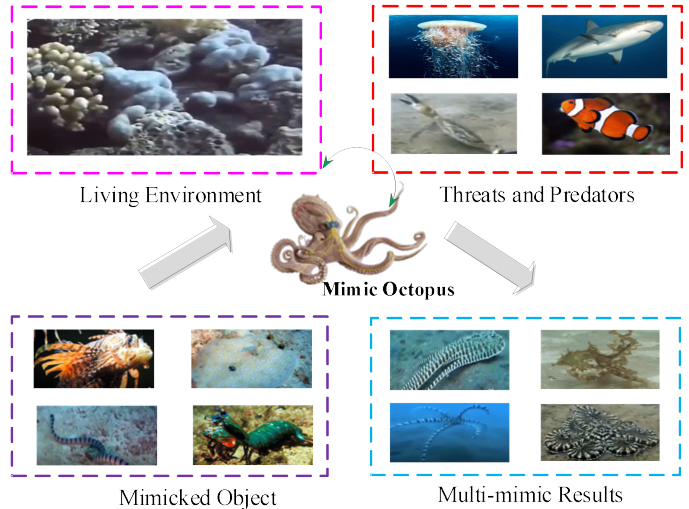 Living Environment
Threats and Predators
Mimic Octopus
Mimicked Object
Multi-mimic Results